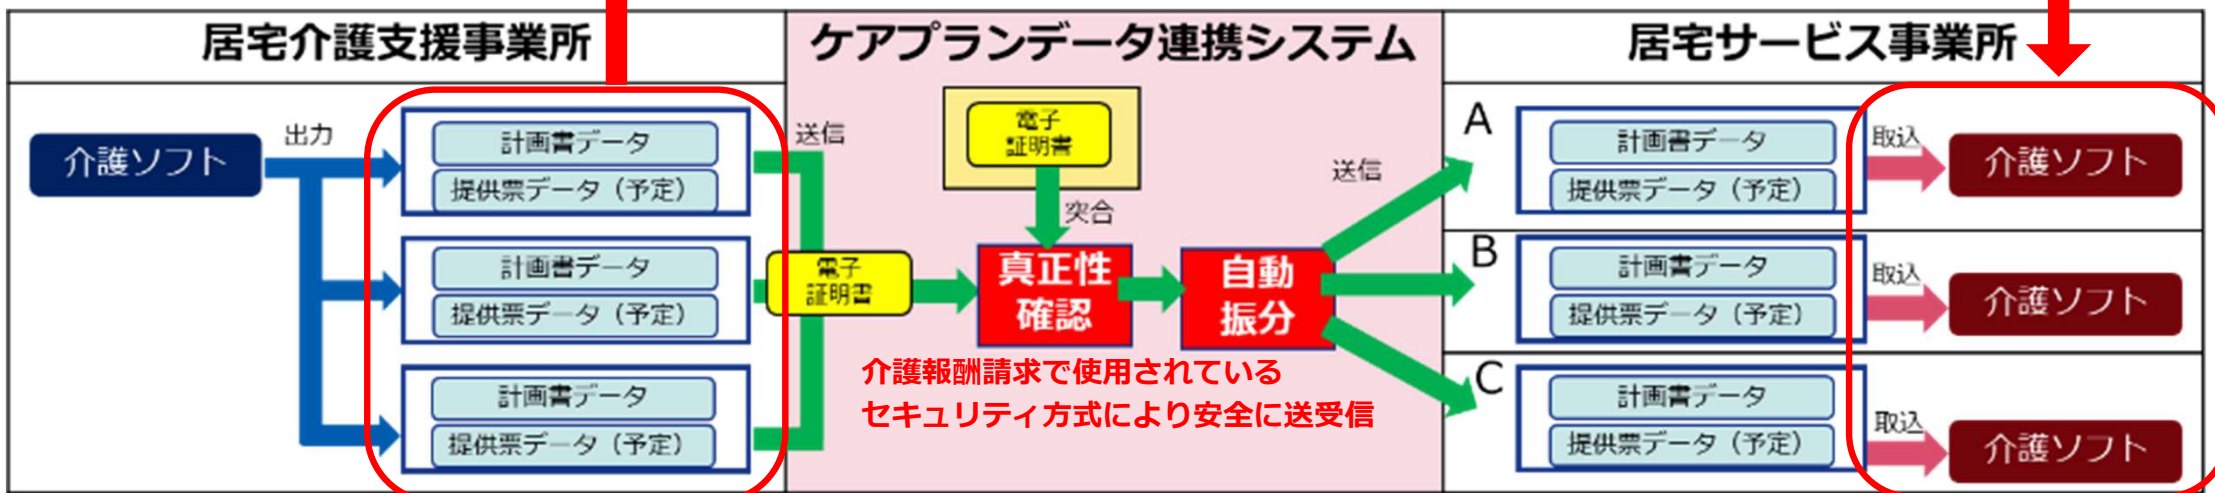 居宅介護支援事業所
ケアプランデータ連携システム
居宅サービス事業所
介護ソフト
出力
計画書データ
提供票データ（予定）
計画書データ
提供票データ（予定）
計画書データ
提供票データ（予定）
送信
電子
証明書
電子
証明書
突合
真正性
確認
自動
振分
送信
介護報酬請求で使用されている
セキュリティ方式により安全に送受信
A
計画書データ
提供票データ（予定）
取込
介護ソフト
B
計画書データ
提供票データ（予定）
取込
介護ソフト
C
計画書データ
提供票データ（予定）
取込
介護ソフト